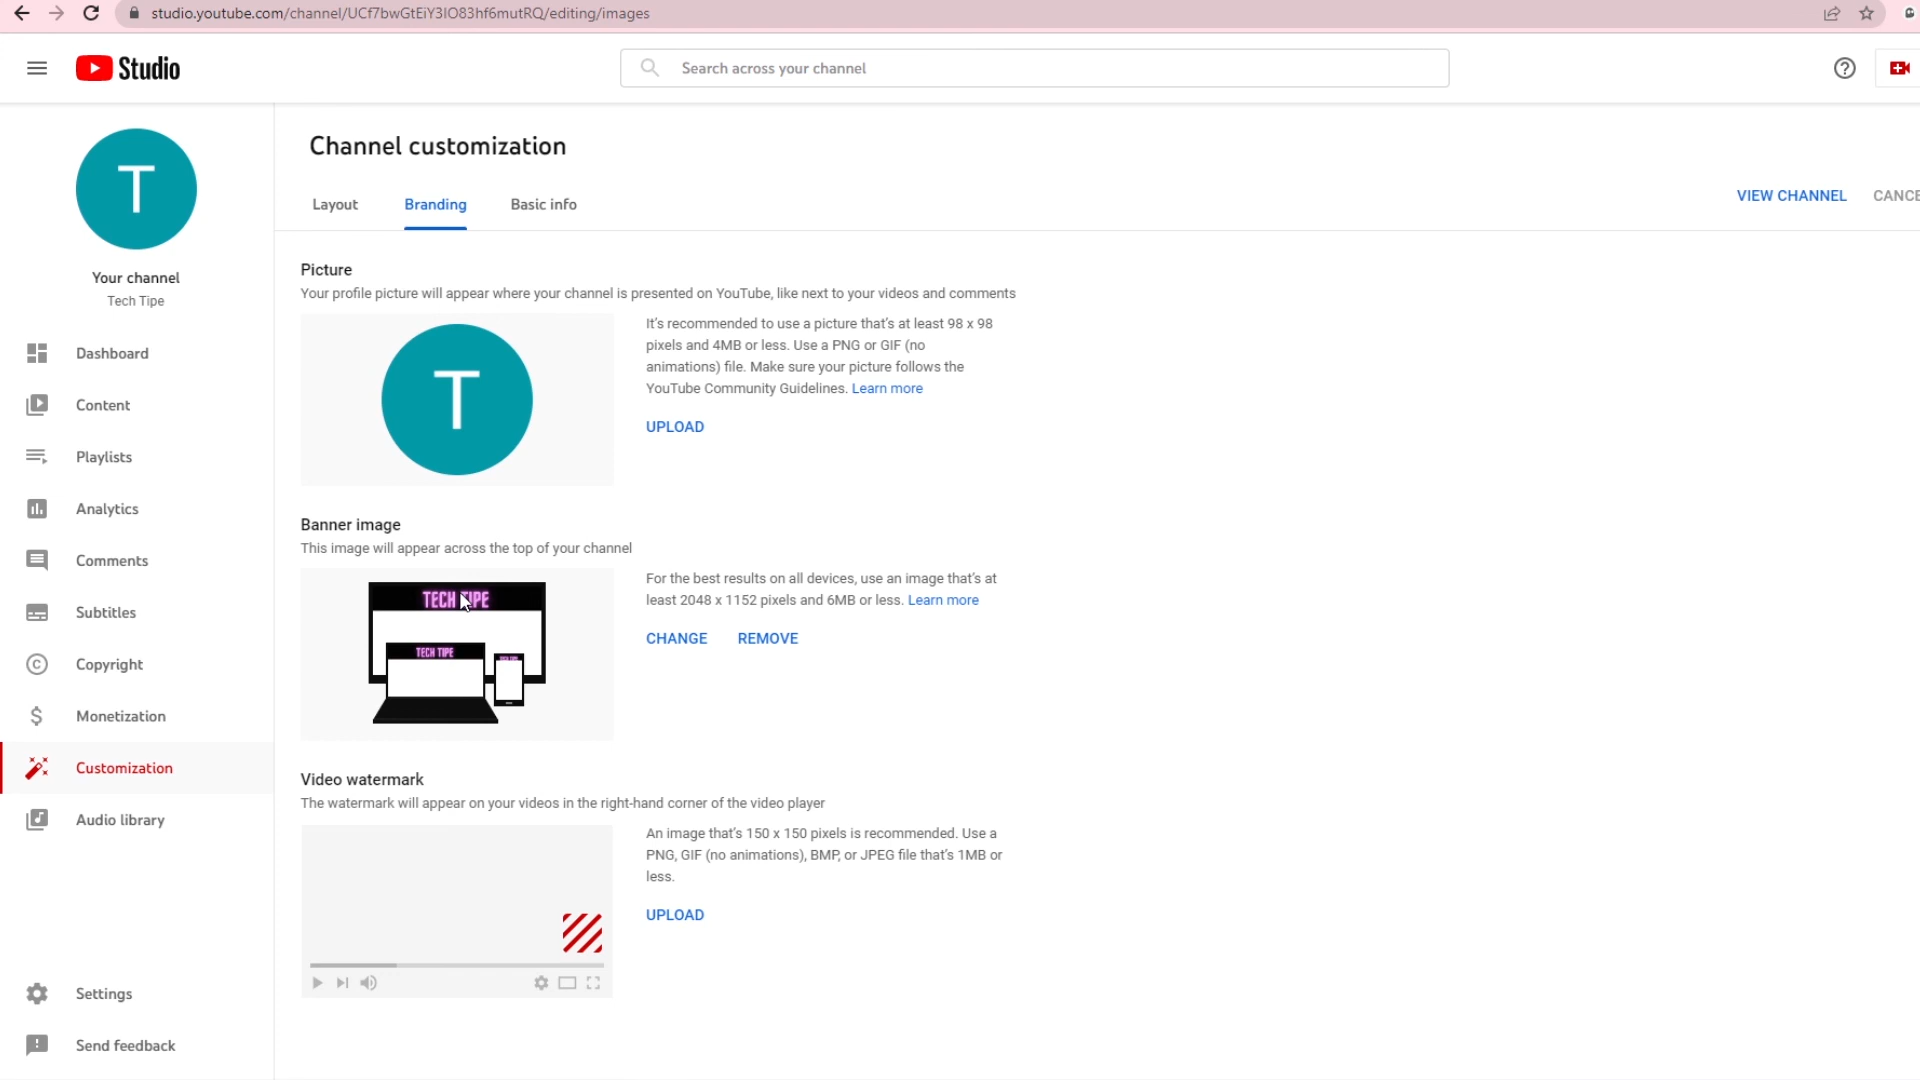 studio.youtube.com/channel/UCf7bwGtEiY3IO83hf6mutRQ/editing/images
Studio
Search across your channel
T
Your channel
Tech Tipe
Dashboard
Content
Playlists
Analytics
Comments
Subtitles
Copyright
Monetization
Customization
Audio library
Settings
Send feedback
Channel customization
Layout
Branding
Basic info
VIEW CHANNEL
CANCE
Picture
Your profile picture will appear where your channel is presented on YouTube, like next to your videos and comments
T
It's recommended to use a picture that's at least 98 x 98
pixels and 4MB or less. Use a PNG or GIF (no
animations) file. Make sure your picture follows the
YouTube Community Guidelines. Learn more
UPLOAD
Banner image
This image will appear across the top of your channel
TECH TIPE
TECH TIPE
TECH TIPE
For the best results on all devices, use an image that's at
least 2048 x 1152 pixels and 6MB or less. Learn more
CHANGE
REMOVE
Video watermark
The watermark will appear on your videos in the right-hand corner of the video player
An image that's 150 x 150 pixels is recommended. Use a
PNG, GIF (no animations), BMP, or JPEG file that's 1MB or
less.
UPLOAD